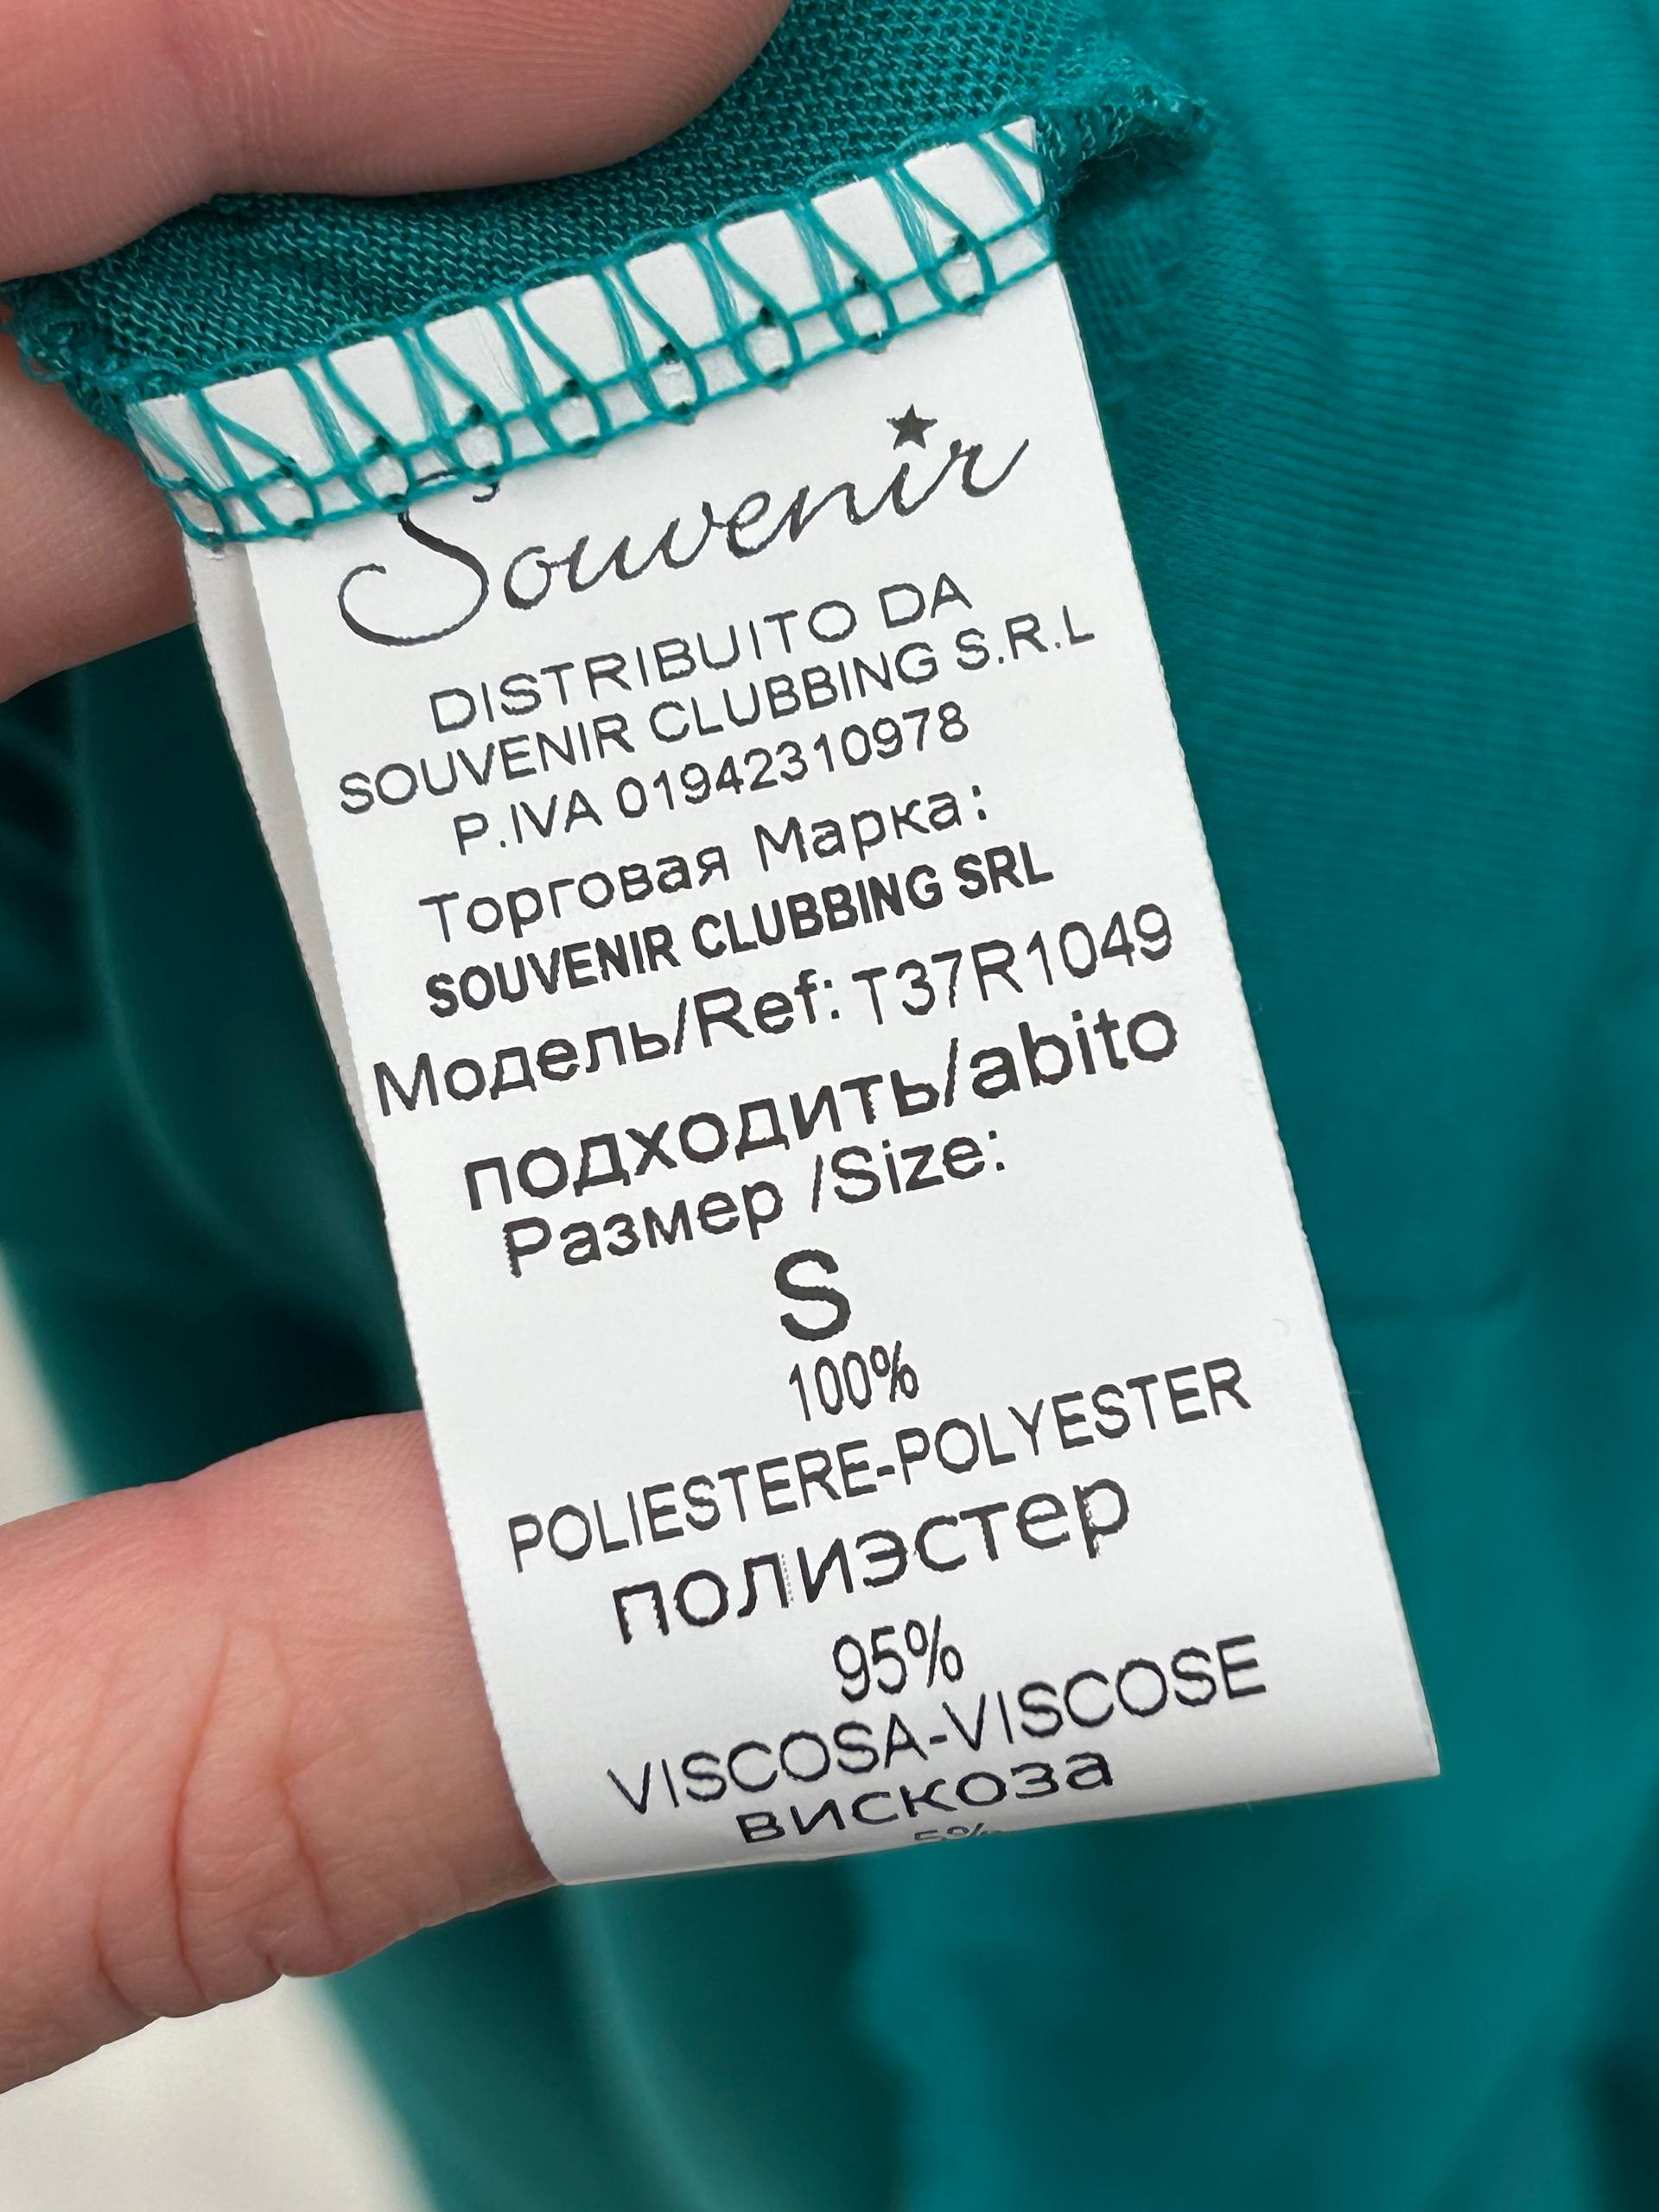 Souvenir
DISTRIBUITO DA
SOUVENIR CLUBBING S.R.L
P.IVA 01942310978
Торговая Марка:
SOUVENIR CLUBBING SRL
Модель/Ref: T37R1049
подходить/abito
Размер /Size:
S
100%
POLIESTERE-POLYESTER
полиэстер
95%
VISCOSA-VISCOSE
вискоза
5%